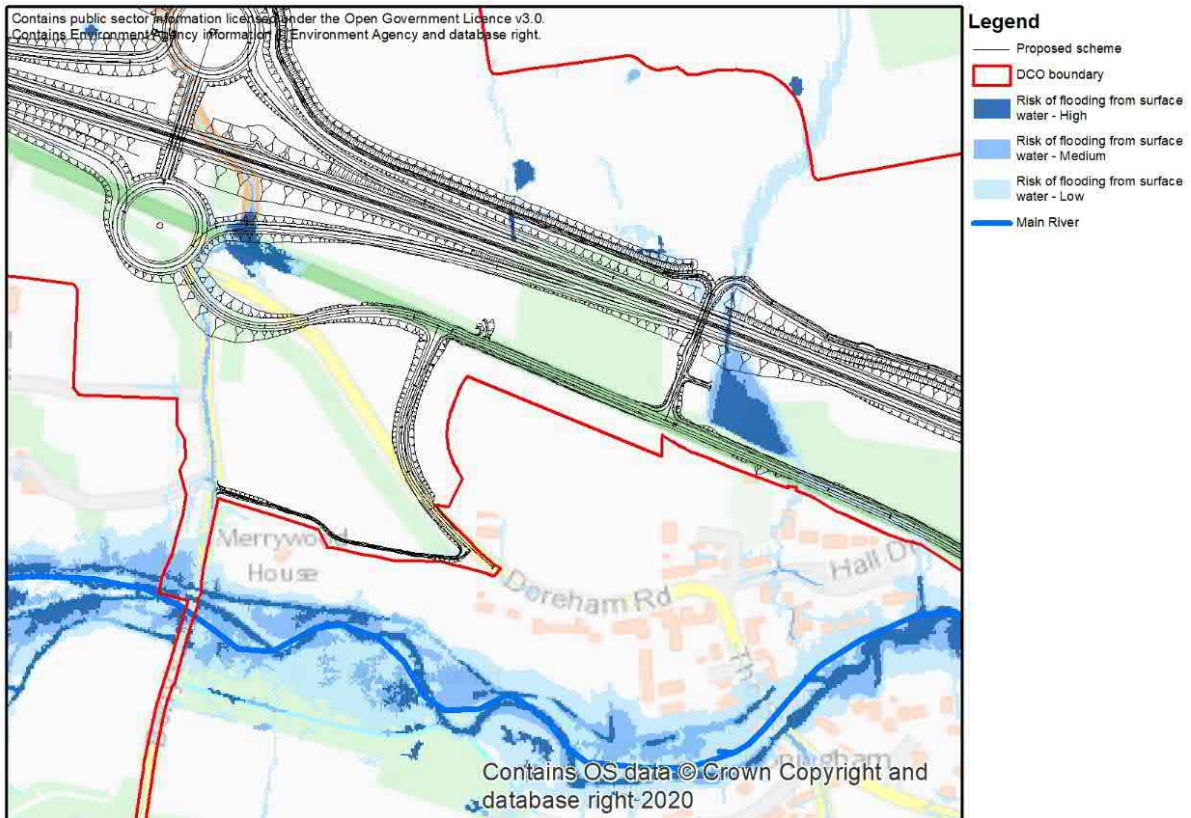 Contains public sector information licensed under the Open Government Licence v3.0.
Contains Environment Agency information © Environment Agency and database right.
Legend
Proposed scheme
DCO boundary
Risk of flooding from surface
water - High
Risk of flooding from surface
water - Medium
Risk of flooding from surface
water - Low
Main River
Merrywood
House
Dereham Rd
Hall Dr
Contains OS data © Crown Copyright and
database right 2020